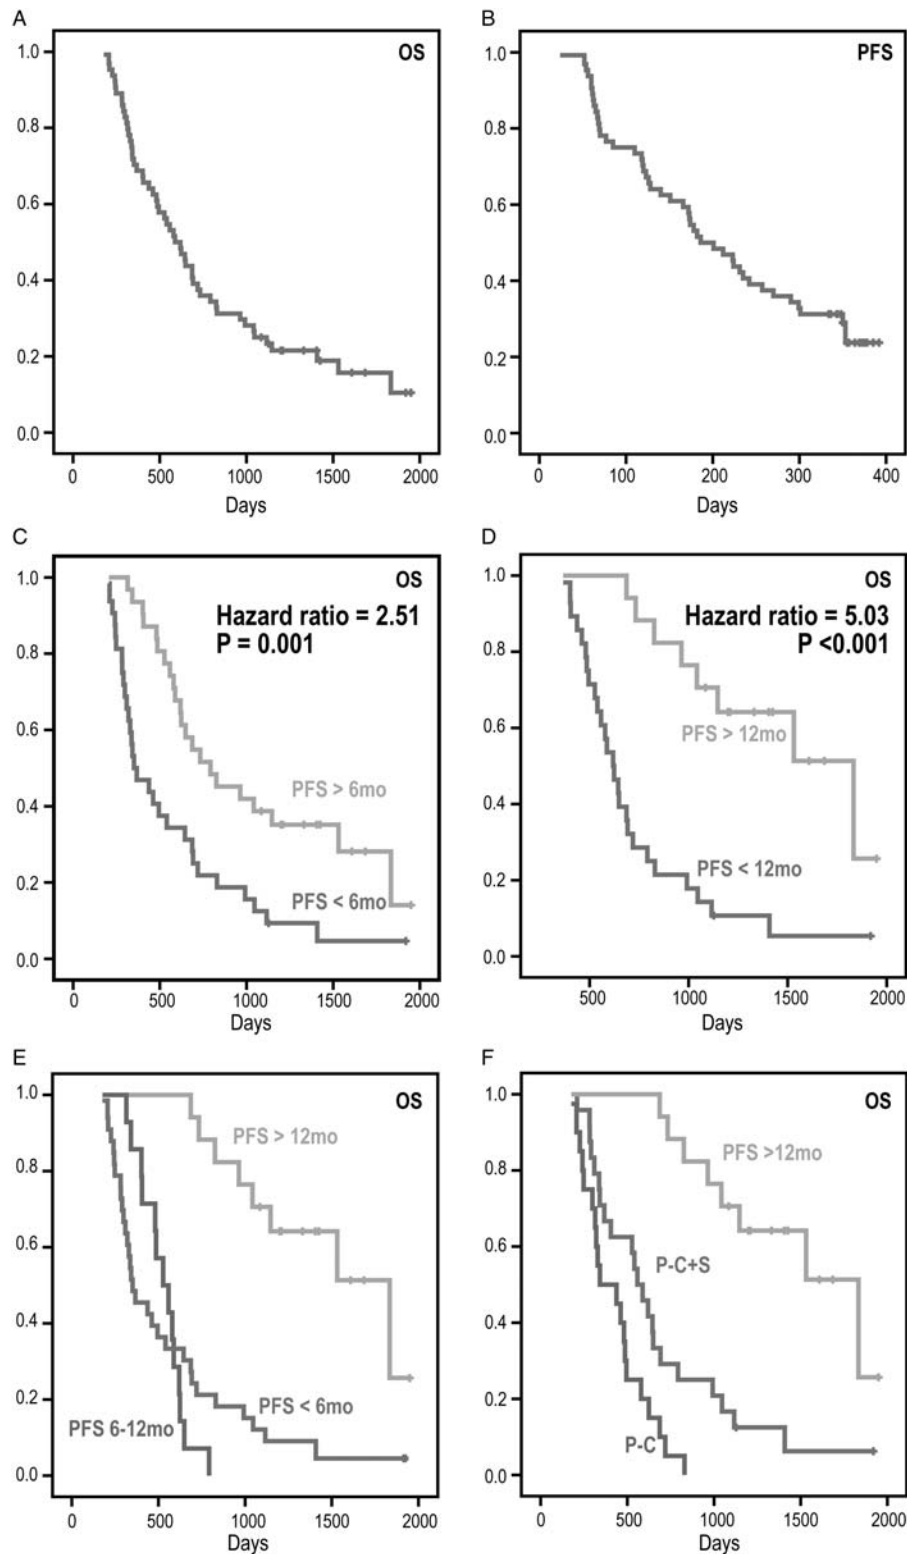 A
OS
1.0
0.8
0.6
0.4
0.2
0.0
0 500 1000 1500 2000
Days
B
PFS
1.0
0.8
0.6
0.4
0.2
0.0
0 100 200 300 400
Days
C
OS
Hazard ratio = 2.51
P = 0.001
1.0
0.8
0.6
0.4
0.2
0.0
PFS > 6mo
PFS < 6mo
0 500 1000 1500 2000
Days
D
OS
Hazard ratio = 5.03
P <0.001
1.0
0.8
0.6
0.4
0.2
0.0
PFS > 12mo
PFS < 12mo
500 1000 1500 2000
Days
E
OS
1.0
0.8
0.6
0.4
0.2
0.0
PFS > 12mo
PFS < 6mo
PFS 6-12mo
0 500 1000 1500 2000
Days
F
OS
1.0
0.8
0.6
0.4
0.2
0.0
PFS >12mo
P-C+S
P-C
0 500 1000 1500 2000
Days